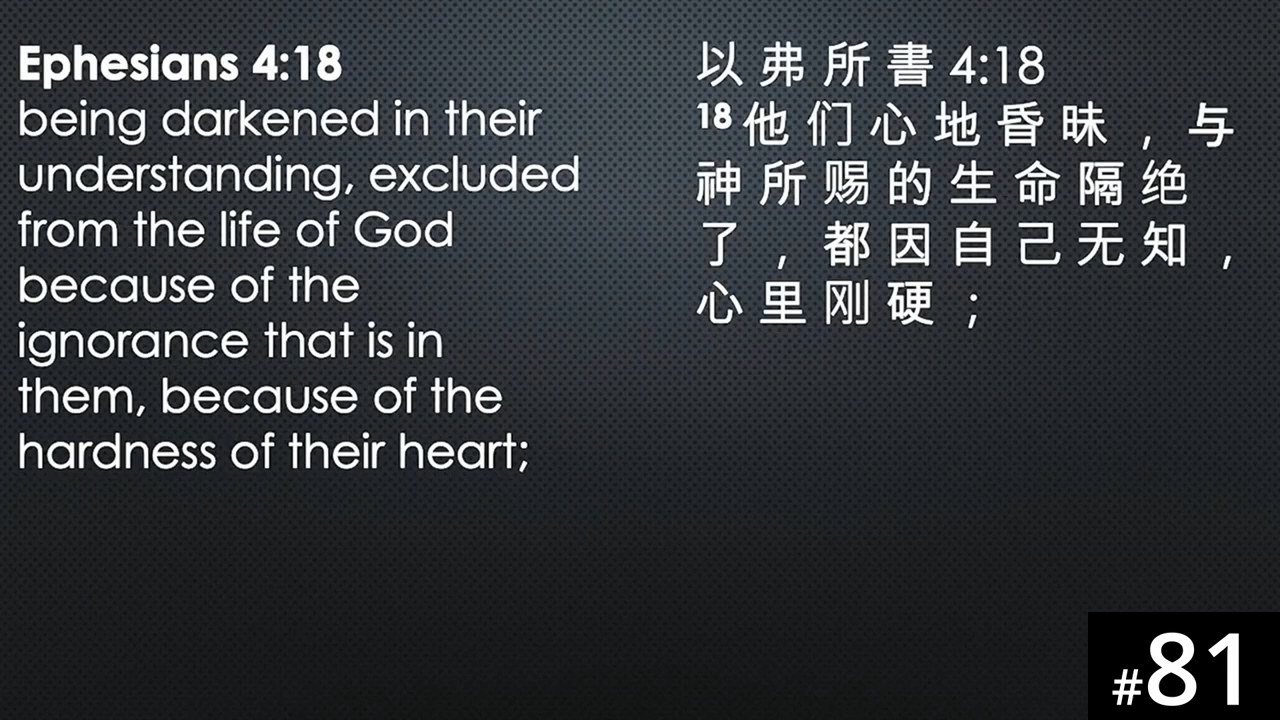 Ephesians 4:18
being darkened in their
understanding, excluded
from the life of God
because of the
ignorance that is in
them, because of the
hardness of their heart;
以弗所書 4:18
18 他们心地昏昧，与
神所赐的生命隔绝
了，都因自己无知，
心里刚硬；
#81